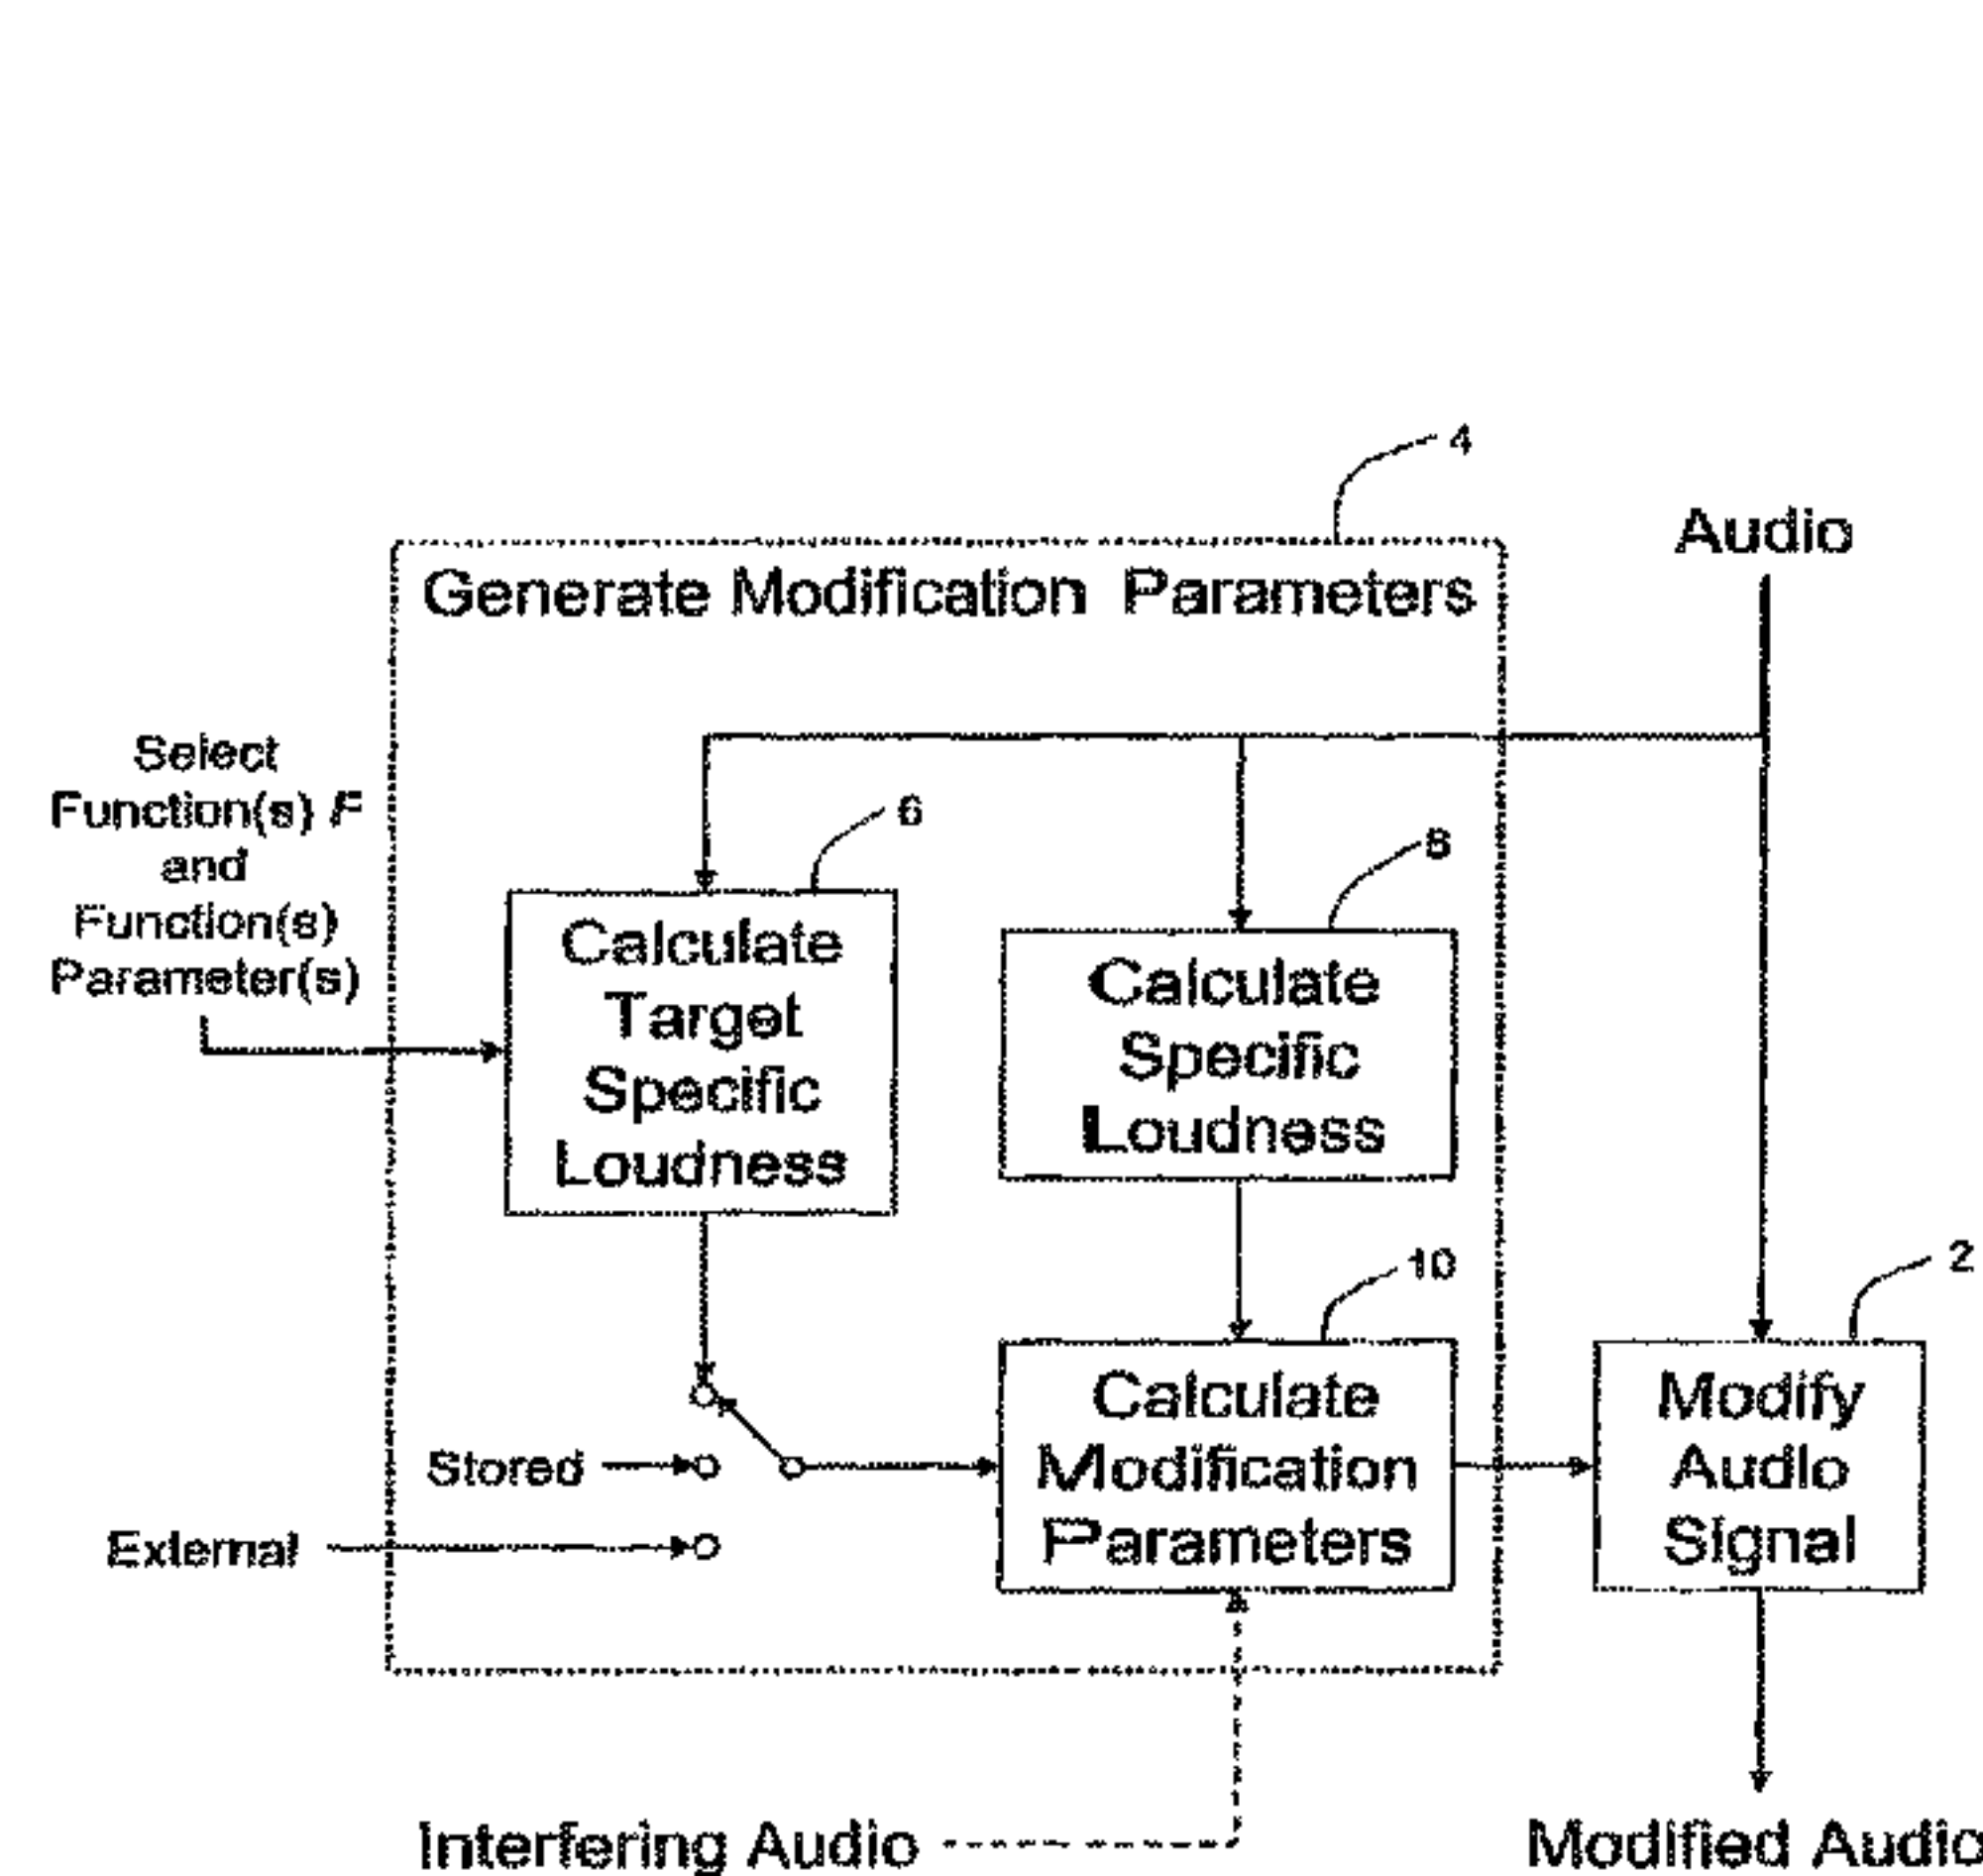 4
Audio
Generate Modification Parameters
Select
Function(s) F
and
Function(s)
Parameter(s)
6
8
Calculate
Target
Specific
Loudness
Calculate
Specific
Loudness
10
2
Calculate
Modification
Parameters
Modify
Audio
Signal
Stored
External
Interfering Audio
Modified Audio